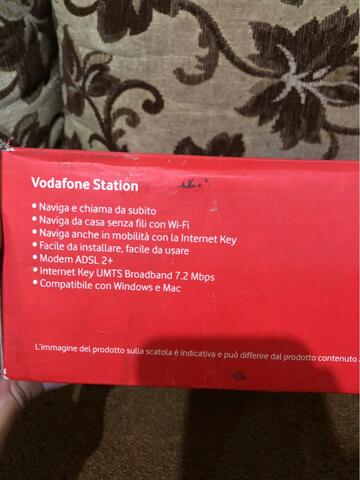 Vodafone Station
• Naviga e chiama da subito
• Naviga da casa senza fili con Wi-Fi
• Naviga anche in mobilità con la Internet Key
• Facile da installare, facile da usare
• Modem ADSL 2+
• Internet Key UMTS Broadband 7.2 Mbps
• Compatibile con Windows e Mac
L'immagine del prodotto sulla scatola è indicativa e può differire dal prodotto contenuto